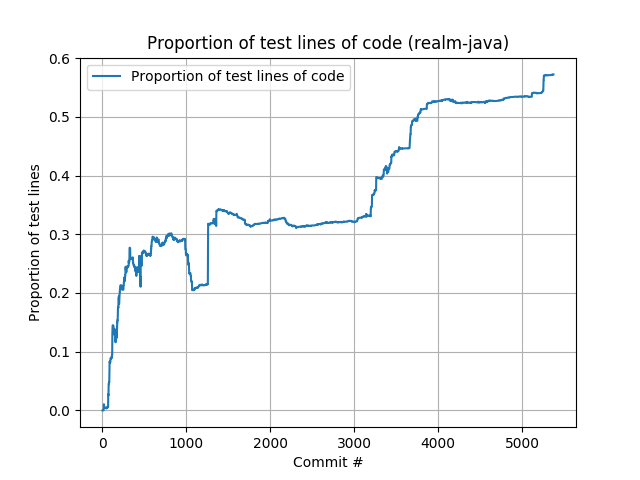 Proportion of test lines of code (realm-java)
Proportion of test lines of code
Proportion of test lines
0.6
0.5
0.4
0.3
0.2
0.1
0.0
0 1000 2000 3000 4000 5000
Commit #